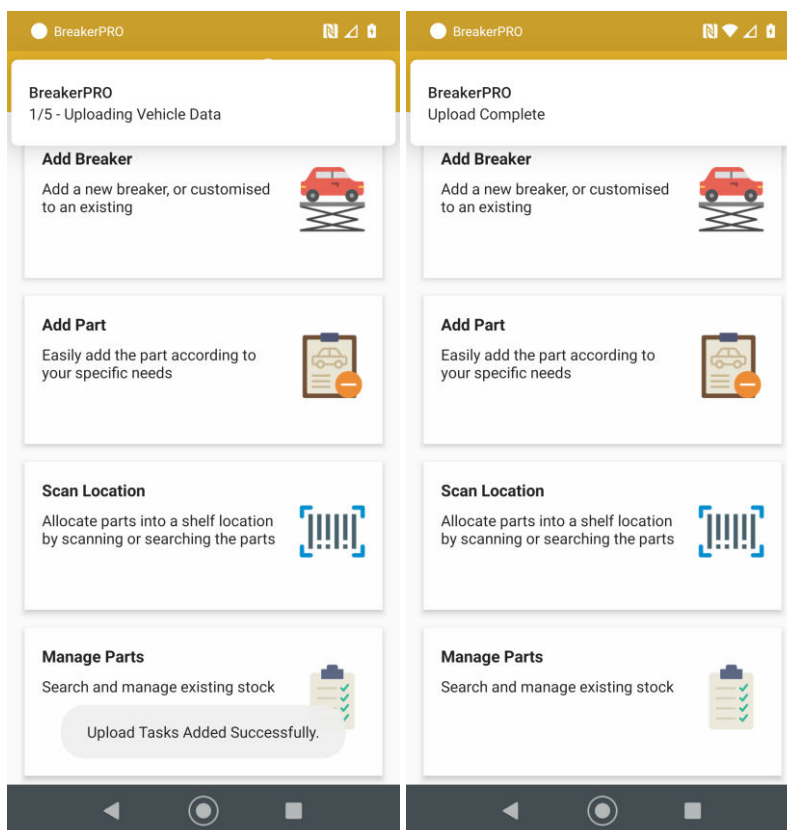 BreakerPRO
BreakerPRO
1/5 - Uploading Vehicle Data
Add Breaker
Add a new breaker, or customised
to an existing
Add Part
Easily add the part according to
your specific needs
Scan Location
Allocate parts into a shelf location
by scanning or searching the parts
Manage Parts
Search and manage existing stock
Upload Tasks Added Successfully.
BreakerPRO
BreakerPRO
Upload Complete
Add Breaker
Add a new breaker, or customised
to an existing
Add Part
Easily add the part according to
your specific needs
Scan Location
Allocate parts into a shelf location
by scanning or searching the parts
Manage Parts
Search and manage existing stock